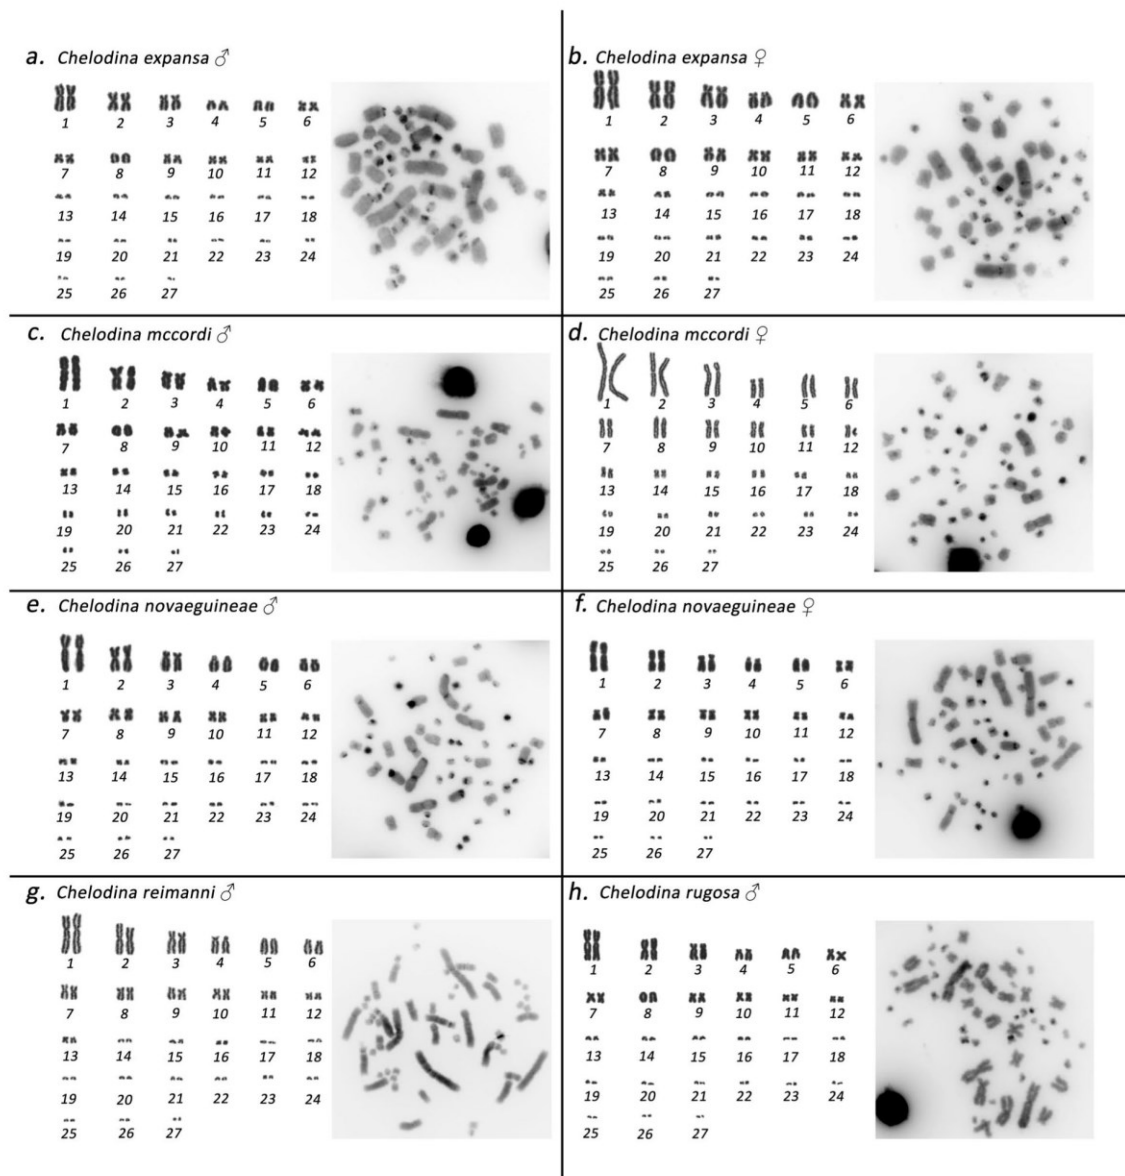 a. Chelodina expansa ♂
1 2 3 4 5 6
7 8 9 10 11 12
13 14 15 16 17 18
19 20 21 22 23 24
25 26 27
b. Chelodina expansa ♀
1 2 3 4 5 6
7 8 9 10 11 12
13 14 15 16 17 18
19 20 21 22 23 24
25 26 27
c. Chelodina mccordi ♂
1 2 3 4 5 6
7 8 9 10 11 12
13 14 15 16 17 18
19 20 21 22 23 24
25 26 27
d. Chelodina mccordi ♀
1 2 3 4 5 6
7 8 9 10 11 12
13 14 15 16 17 18
19 20 21 22 23 24
25 26 27
e. Chelodina novaeguineae ♂
1 2 3 4 5 6
7 8 9 10 11 12
13 14 15 16 17 18
19 20 21 22 23 24
25 26 27
f. Chelodina novaeguineae ♀
1 2 3 4 5 6
7 8 9 10 11 12
13 14 15 16 17 18
19 20 21 22 23 24
25 26 27
g. Chelodina reimanni ♂
1 2 3 4 5 6
7 8 9 10 11 12
13 14 15 16 17 18
19 20 21 22 23 24
25 26 27
h. Chelodina rugosa ♂
1 2 3 4 5 6
7 8 9 10 11 12
13 14 15 16 17 18
19 20 21 22 23 24
25 26 27